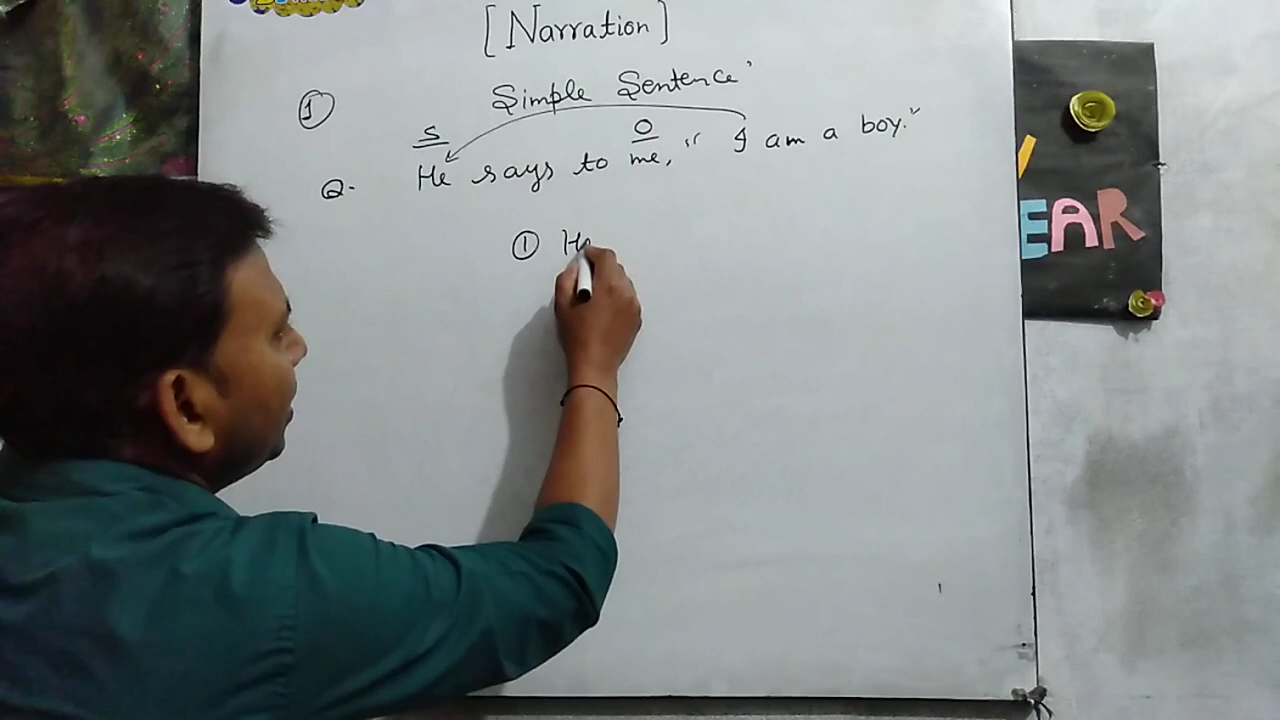 [Narration]
① Simple Sentence
S O
Q- He says to me, " I am a boy."
① He
EAR